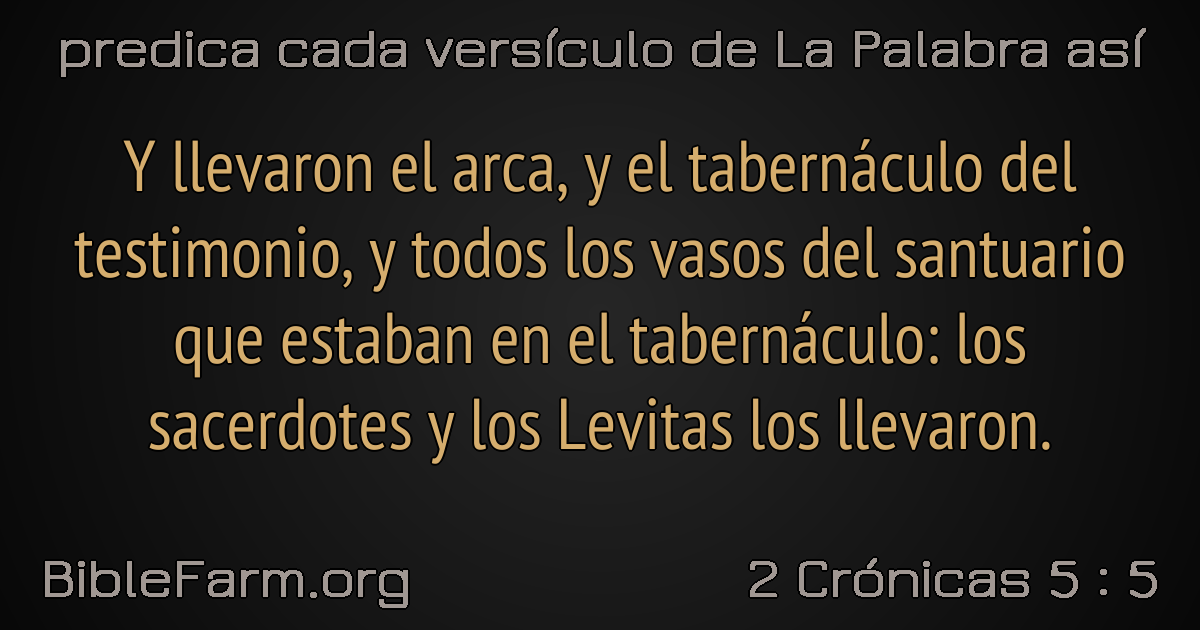 predica cada versículo de La Palabra así
Y llevaron el arca, y el tabernáculo del
testimonio, y todos los vasos del santuario
que estaban en el tabernáculo: los
sacerdotes y los Levitas los llevaron.
BibleFarm.org
2 Crónicas 5 : 5